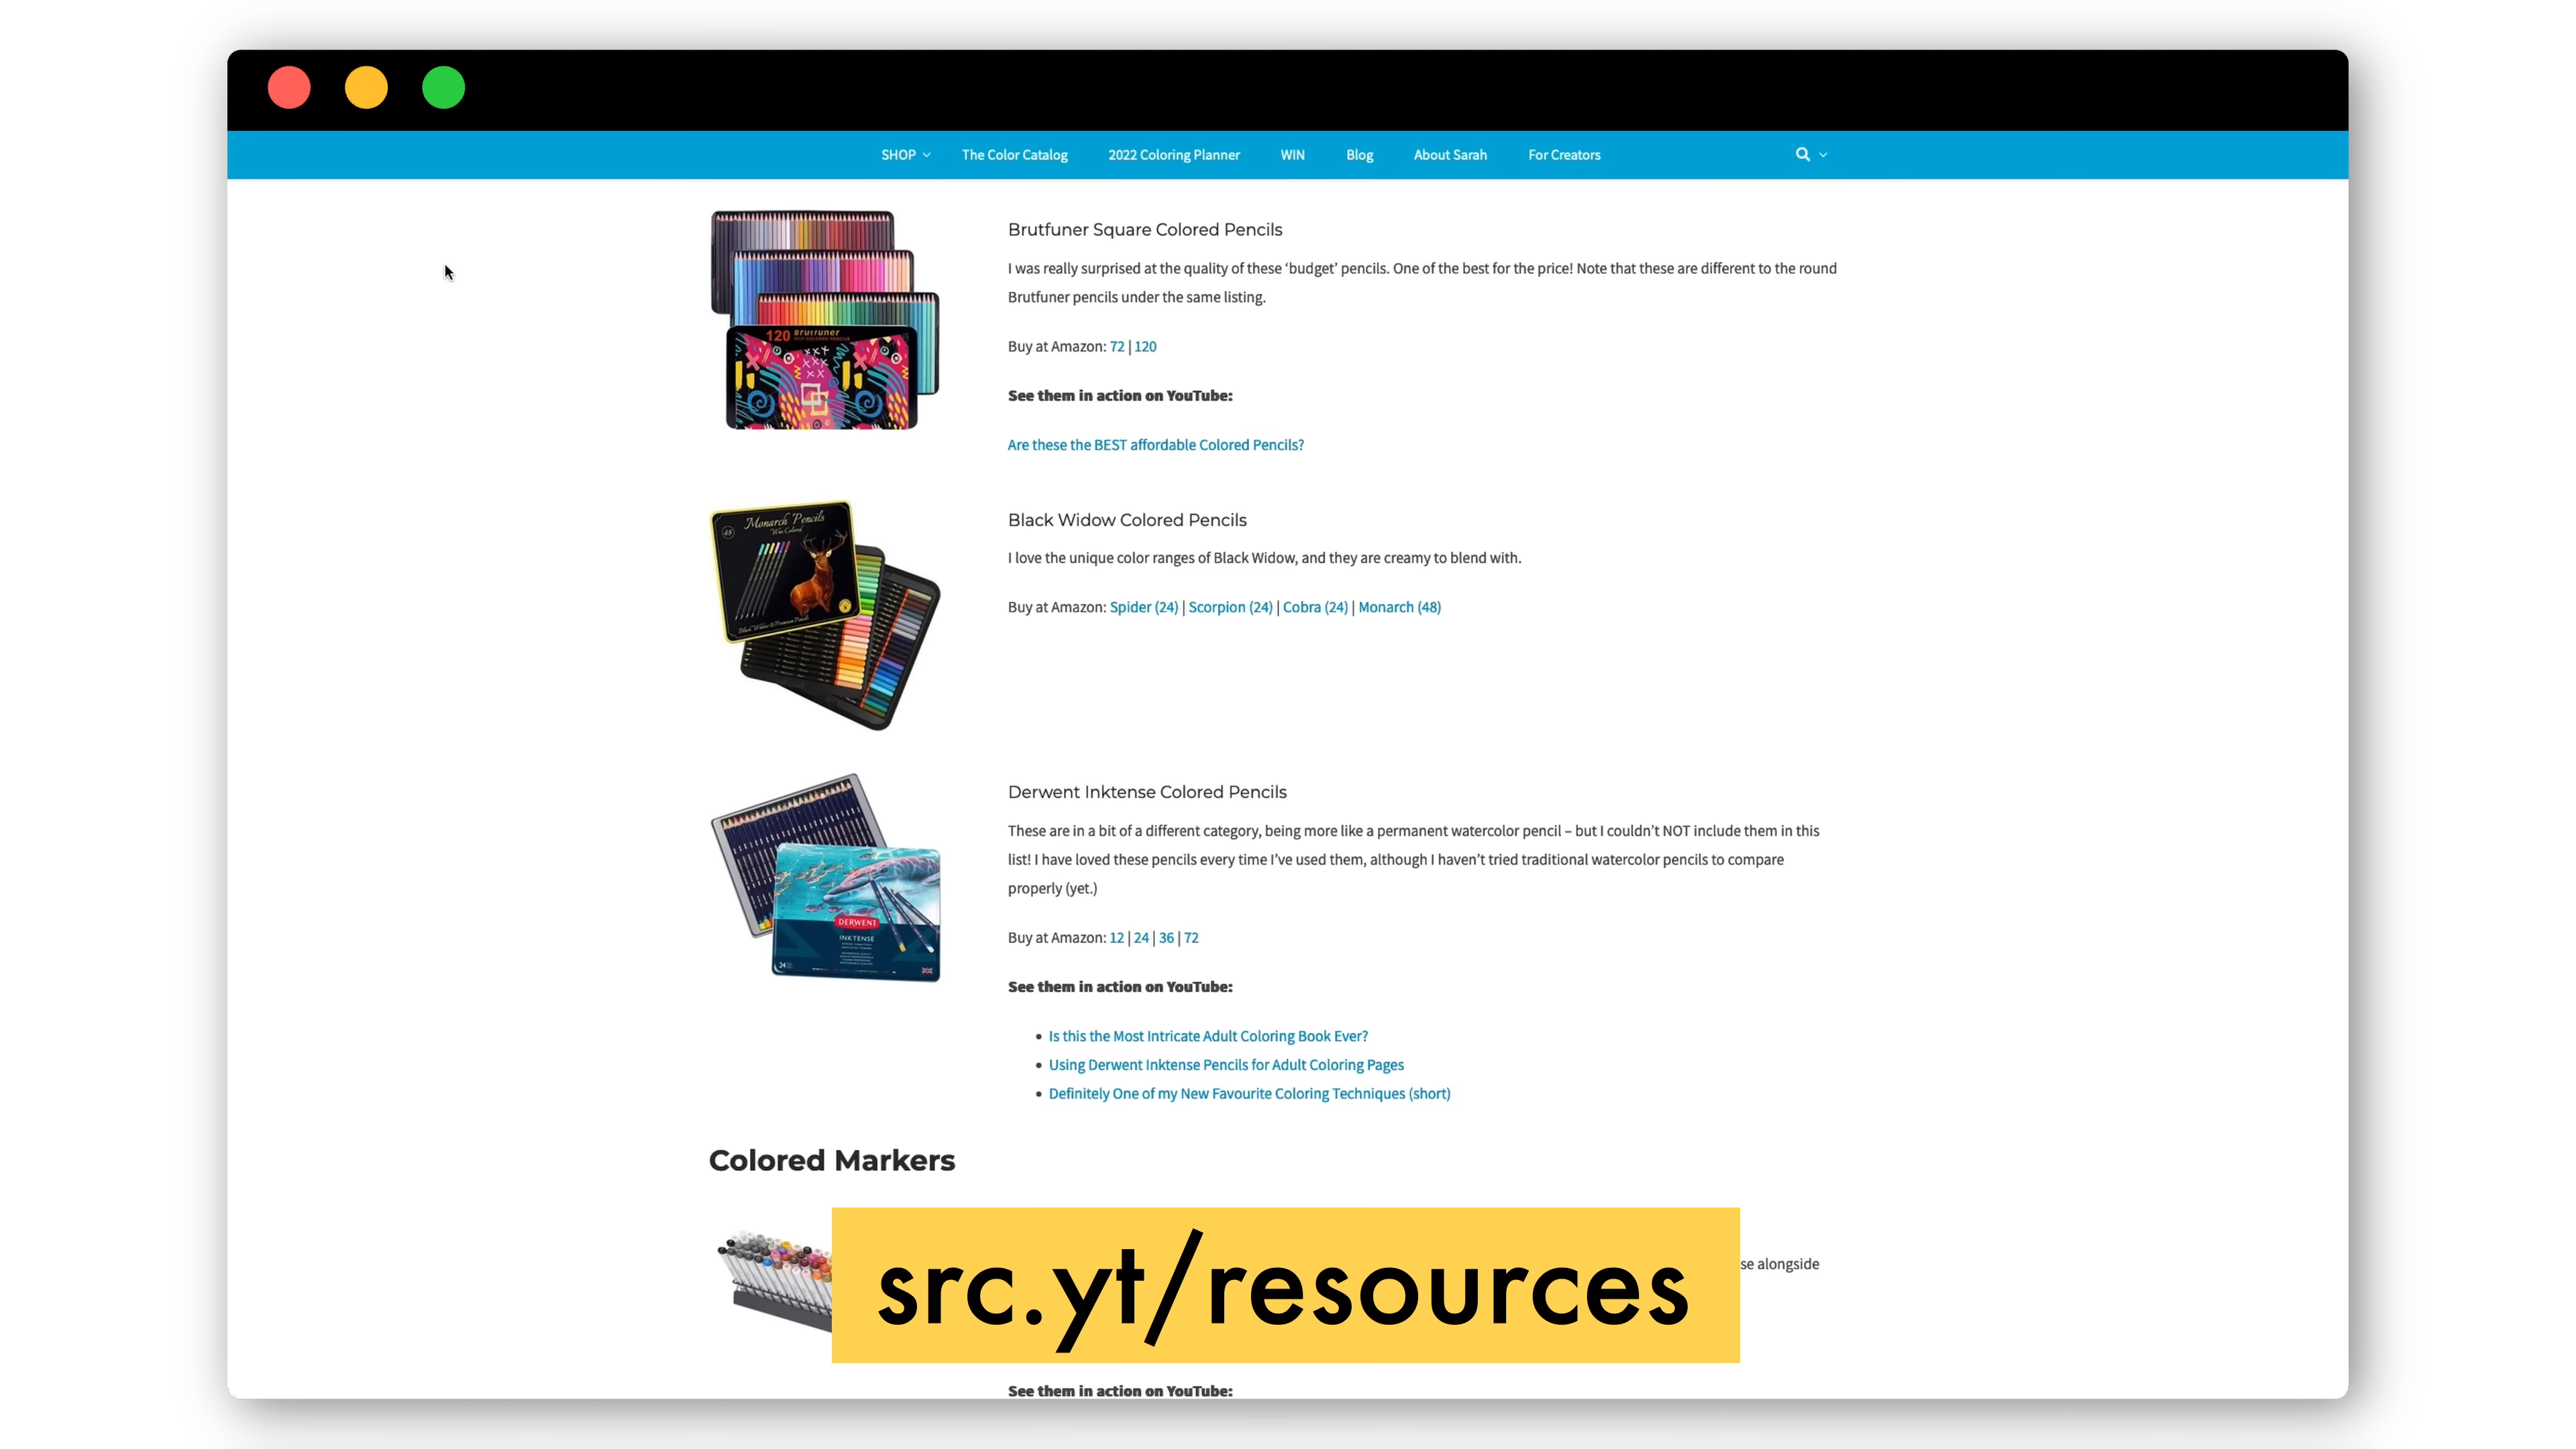 SHOP
The Color Catalog
2022 Coloring Planner
WIN
Blog
About Sarah
For Creators
Brutfuner Square Colored Pencils
I was really surprised at the quality of these ‘budget’ pencils. One of the best for the price! Note that these are different to the round
Brutfuner pencils under the same listing.
Buy at Amazon: 72 | 120
See them in action on YouTube:
Are these the BEST affordable Colored Pencils?
120 Brutfuner
Monarch Pencils
48
Black Widow Colored Pencils
I love the unique color ranges of Black Widow, and they are creamy to blend with.
Buy at Amazon: Spider (24) | Scorpion (24) | Cobra (24) | Monarch (48)
DERWENT
INKTENSE
24
Derwent Inktense Colored Pencils
These are in a bit of a different category, being more like a permanent watercolor pencil – but I couldn’t NOT include them in this
list! I have loved these pencils every time I’ve used them, although I haven’t tried traditional watercolor pencils to compare
properly (yet.)
Buy at Amazon: 12 | 24 | 36 | 72
See them in action on YouTube:
• Is this the Most Intricate Adult Coloring Book Ever?
• Using Derwent Inktense Pencils for Adult Coloring Pages
• Definitely One of my New Favourite Coloring Techniques (short)
Colored Markers
se alongside
src.yt/resources
See them in action on YouTube: